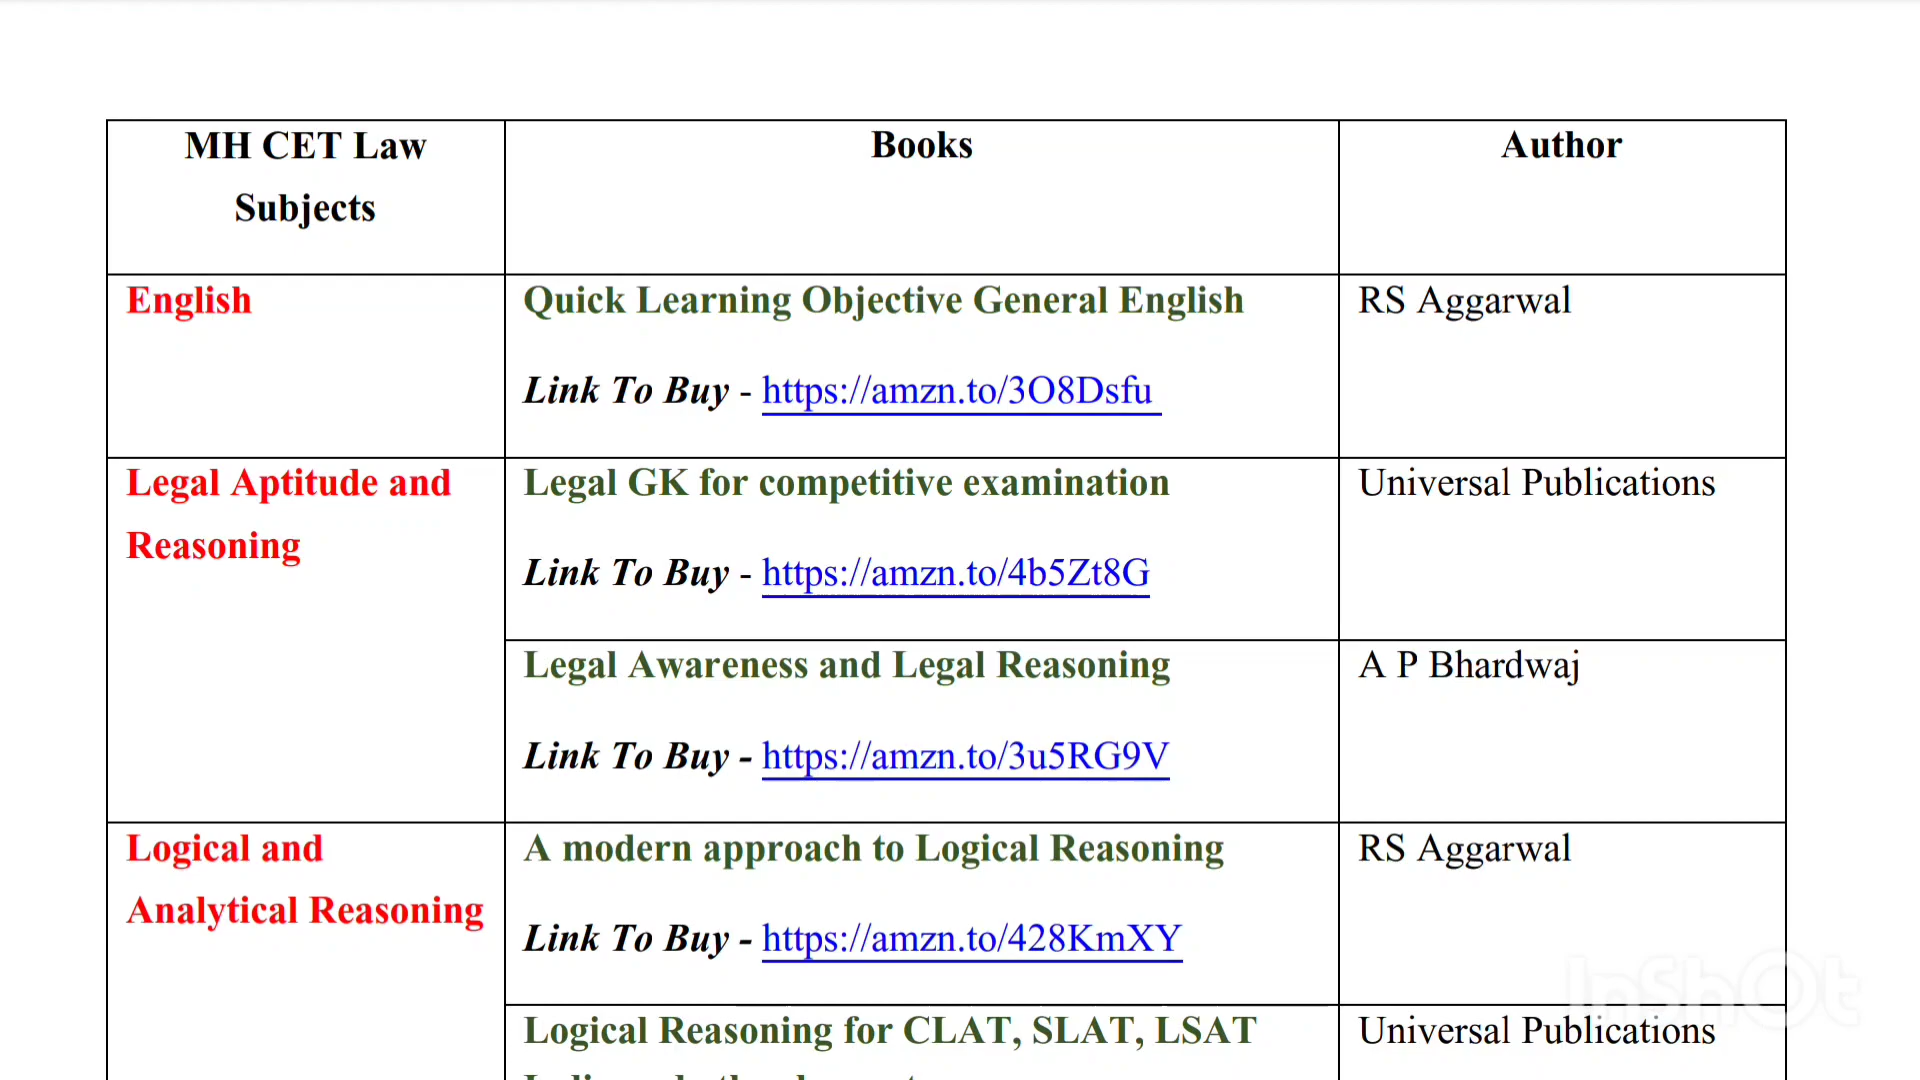 MH CET Law
Subjects
Books
Author
English
Quick Learning Objective General English
Link To Buy - https://amzn.to/3O8Dsfu
RS Aggarwal
Legal Aptitude and
Reasoning
Legal GK for competitive examination
Link To Buy - https://amzn.to/4b5Zt8G
Universal Publications
Legal Awareness and Legal Reasoning
Link To Buy - https://amzn.to/3u5RG9V
A P Bhardwaj
Logical and
Analytical Reasoning
A modern approach to Logical Reasoning
Link To Buy - https://amzn.to/428KmXY
RS Aggarwal
Logical Reasoning for CLAT, SLAT, LSAT
Universal Publications
InShOt